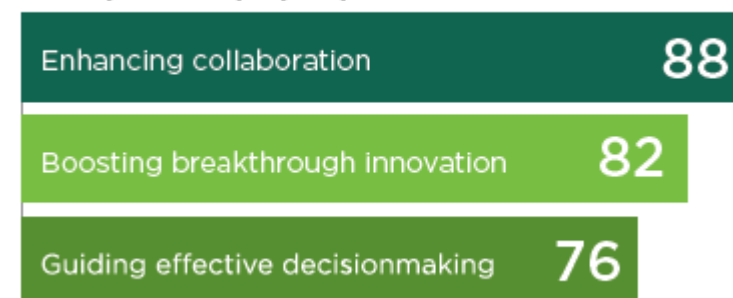 Enhancing collaboration 88
Boosting breakthrough innovation 82
Guiding effective decisionmaking 76